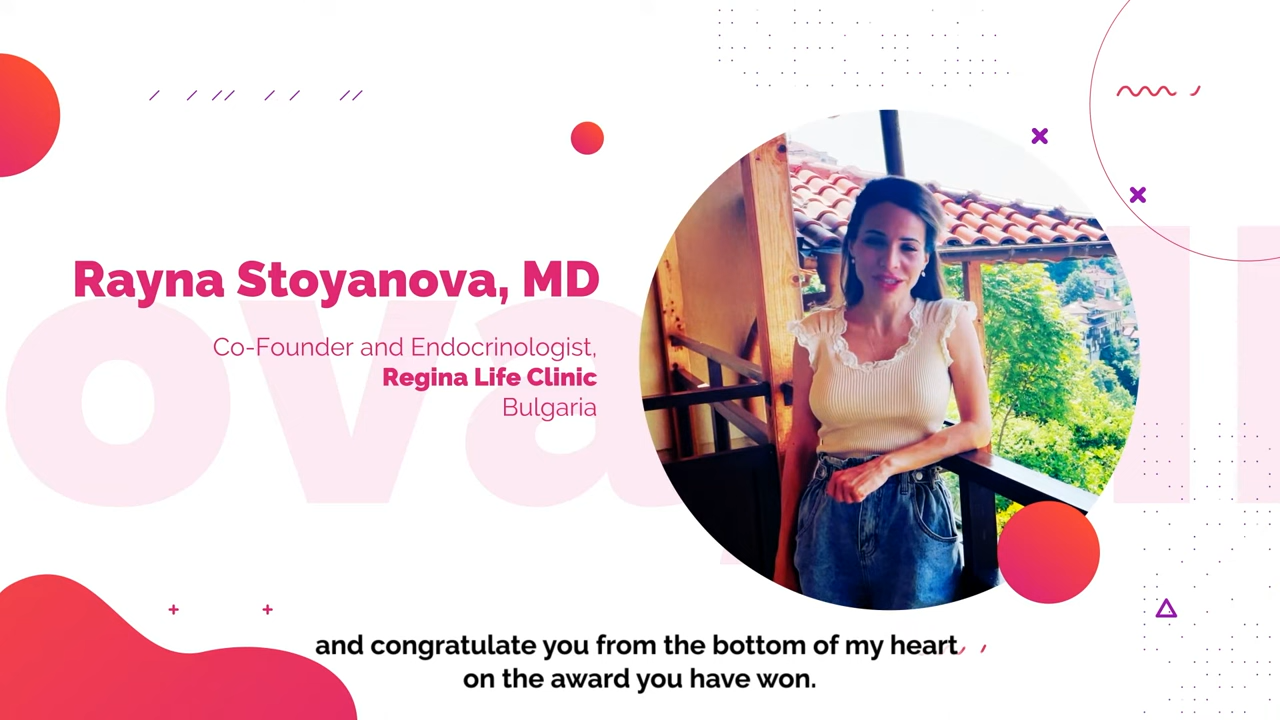 Rayna Stoyanova, MD
Co-Founder and Endocrinologist,
Regina Life Clinic
Bulgaria
ova,
and congratulate you from the bottom of my heart
on the award you have won.